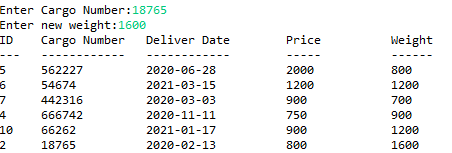 Enter Cargo Number:18765
Enter new weight:1600
ID Cargo Number Deliver Date Price Weight
--- ------------- ------------ ----- ------
5 562227 2020-06-28 2000 800
6 54674 2021-03-15 1200 1200
7 442316 2020-03-03 900 700
4 666742 2020-11-11 750 900
10 66262 2021-01-17 900 1200
2 18765 2020-02-13 800 1600